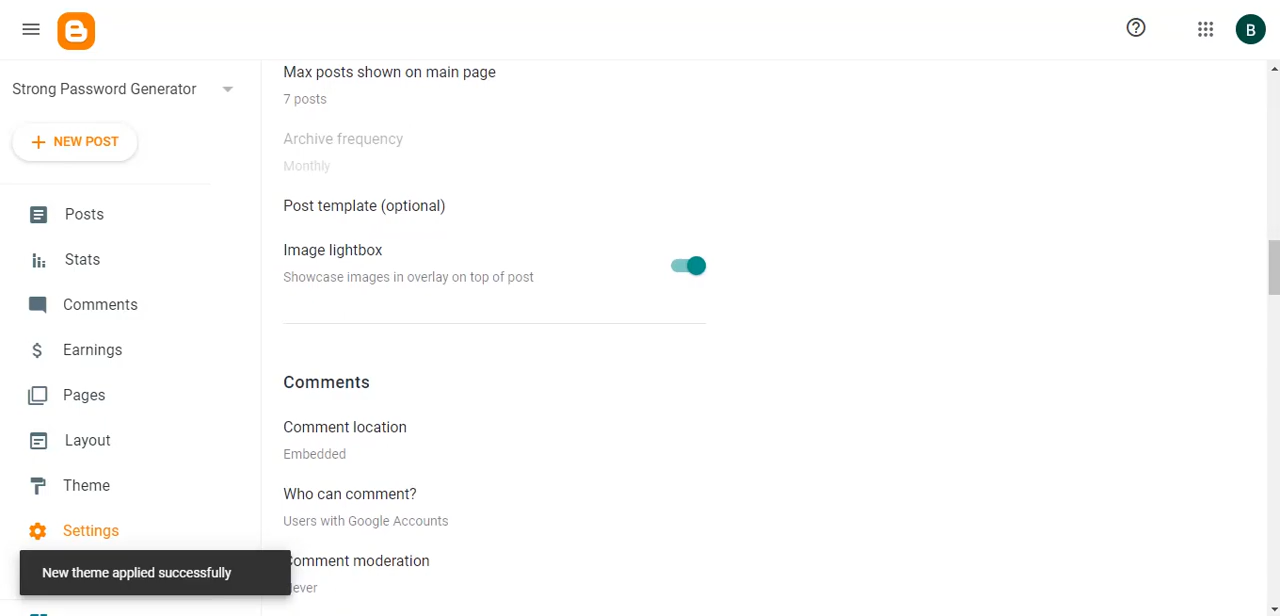 B
Strong Password Generator
NEW POST
Posts
Stats
Comments
Earnings
Pages
Layout
Theme
Settings
New theme applied successfully
Max posts shown on main page
7 posts
Archive frequency
Monthly
Post template (optional)
Image lightbox
Showcase images in overlay on top of post
Comments
Comment location
Embedded
Who can comment?
Users with Google Accounts
Comment moderation
Never